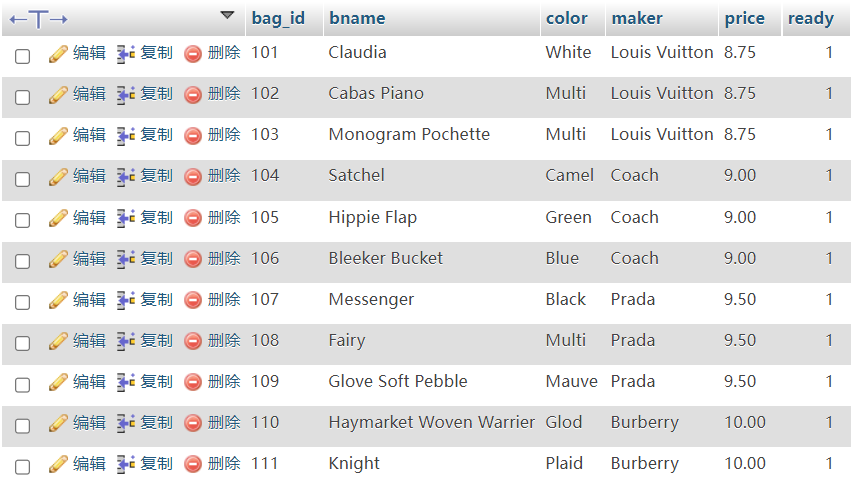 ←T→ bag_id bname color maker price ready
编辑 复制 删除 101 Claudia White Louis Vuitton 8.75 1
编辑 复制 删除 102 Cabas Piano Multi Louis Vuitton 8.75 1
编辑 复制 删除 103 Monogram Pochette Multi Louis Vuitton 8.75 1
编辑 复制 删除 104 Satchel Camel Coach 9.00 1
编辑 复制 删除 105 Hippie Flap Green Coach 9.00 1
编辑 复制 删除 106 Bleeker Bucket Blue Coach 9.00 1
编辑 复制 删除 107 Messenger Black Prada 9.50 1
编辑 复制 删除 108 Fairy Multi Prada 9.50 1
编辑 复制 删除 109 Glove Soft Pebble Mauve Prada 9.50 1
编辑 复制 删除 110 Haymarket Woven Warrier Glod Burberry 10.00 1
编辑 复制 删除 111 Knight Plaid Burberry 10.00 1